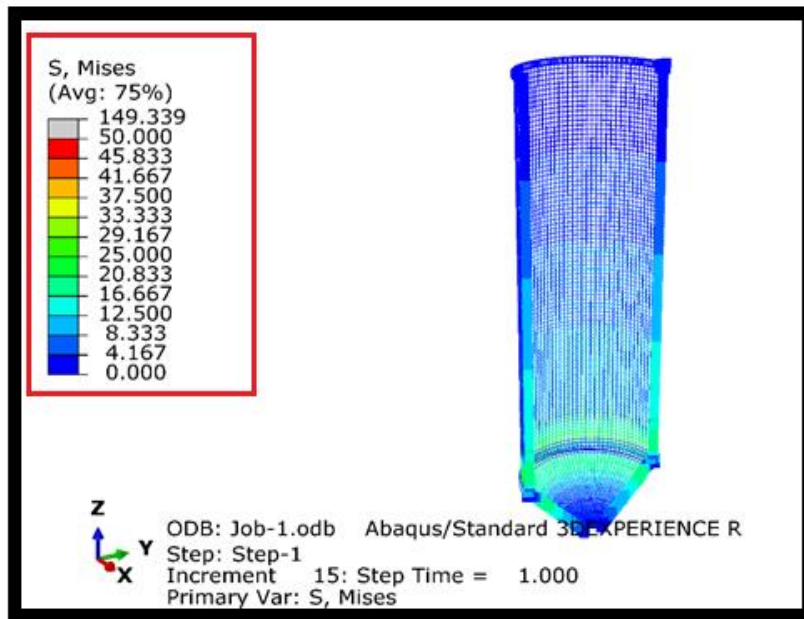 S, Mises
(Avg: 75%)
149.339
50.000
45.833
41.667
37.500
33.333
29.167
25.000
20.833
16.667
12.500
8.333
4.167
0.000
Z
Y
X
ODB: Job-1.odb Abaqus/Standard 3DEXPERIENCE R
Step: Step-1
Increment 15: Step Time = 1.000
Primary Var: S, Mises